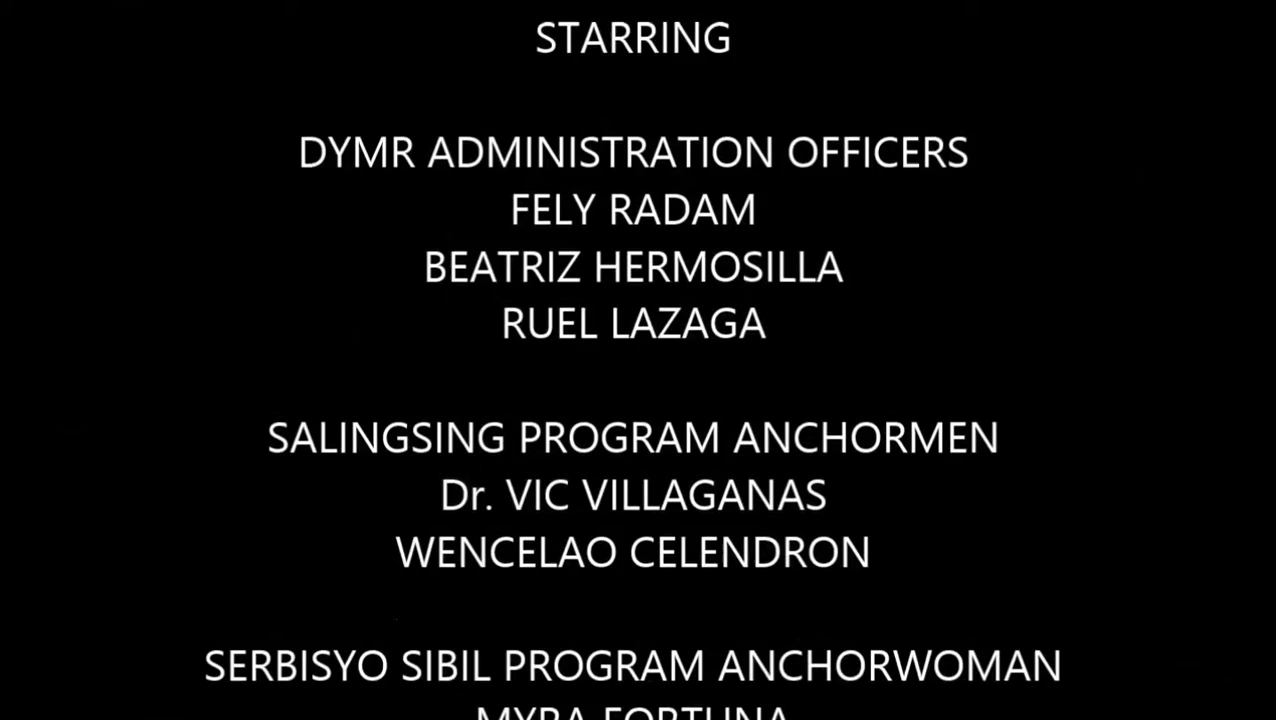 STARRING
DYMR ADMINISTRATION OFFICERS
FELY RADAM
BEATRIZ HERMOSILLA
RUEL LAZAGA
SALINGSING PROGRAM ANCHORMEN
Dr. VIC VILLAGANAS
WENCELAO CELENDRON
SERBISYO SIBIL PROGRAM ANCHORWOMAN
MYRA FORTUNA